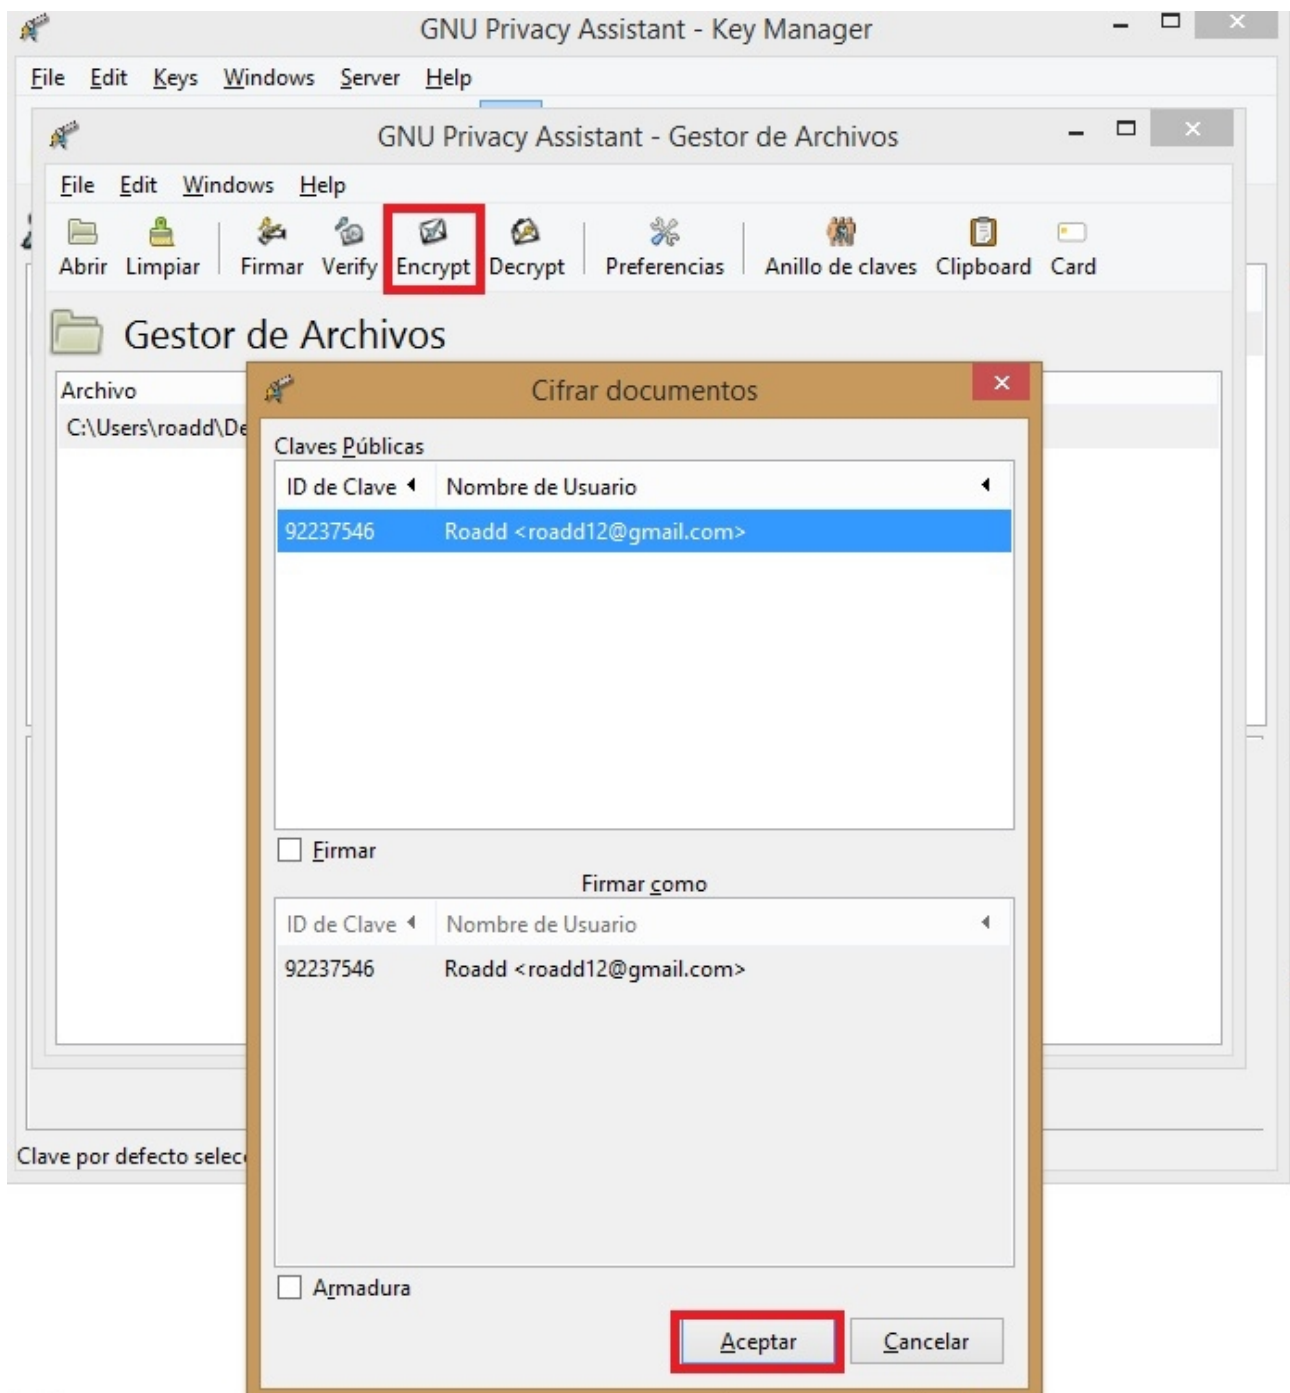 GNU Privacy Assistant - Key Manager
File Edit Keys Windows Server Help
GNU Privacy Assistant - Gestor de Archivos
File Edit Windows Help
Abrir Limpiar Firmar Verify Encrypt Decrypt Preferencias Anillo de claves Clipboard Card
Gestor de Archivos
Archivo
C:\Users\roadd\De
Cifrar documentos
Claves Públicas
ID de Clave Nombre de Usuario
92237546 Roadd <roadd12@gmail.com>
Firmar
Firmar como
ID de Clave Nombre de Usuario
92237546 Roadd <roadd12@gmail.com>
Armadura
Aceptar Cancelar
Clave por defecto selec